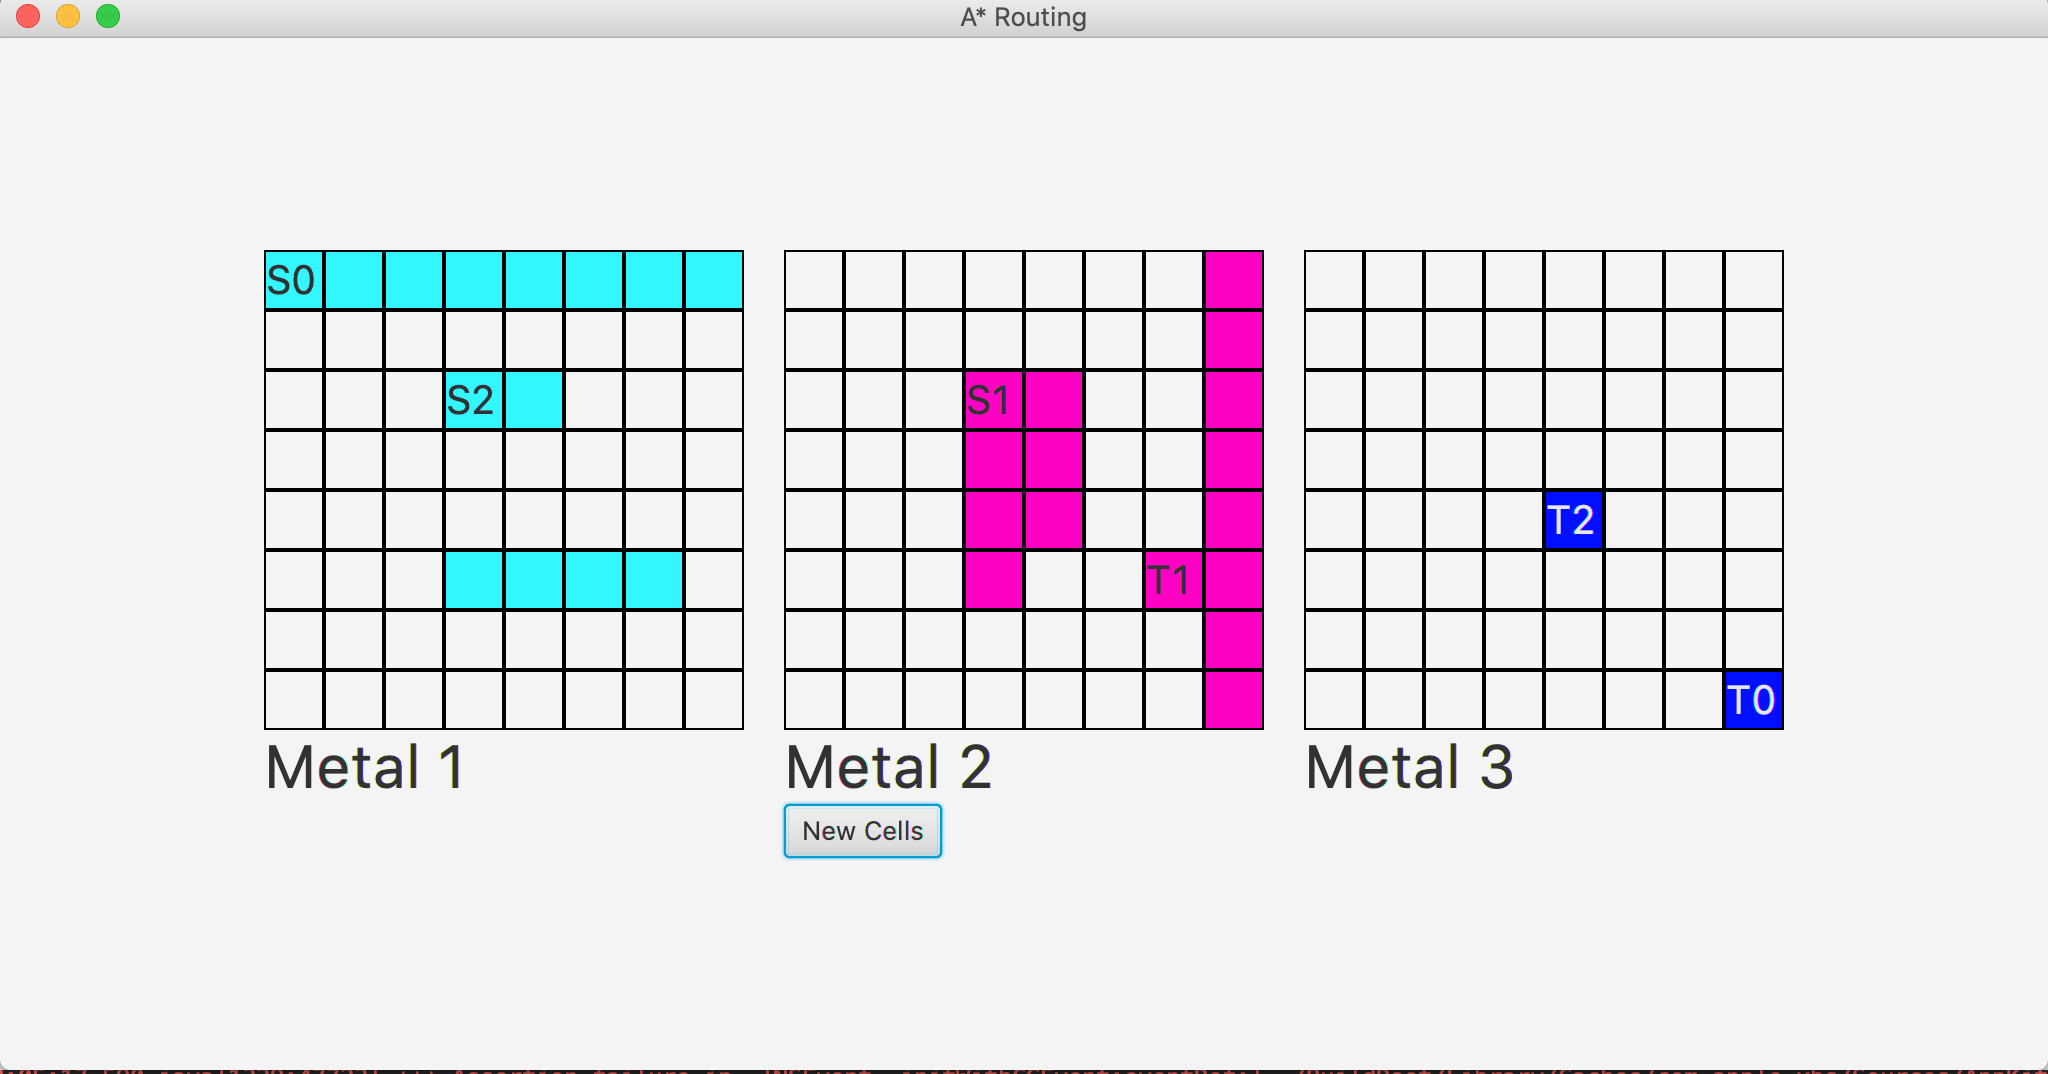 A* Routing
S0
S2
S1
T2
T1
T0
Metal 1
Metal 2
Metal 3
New Cells